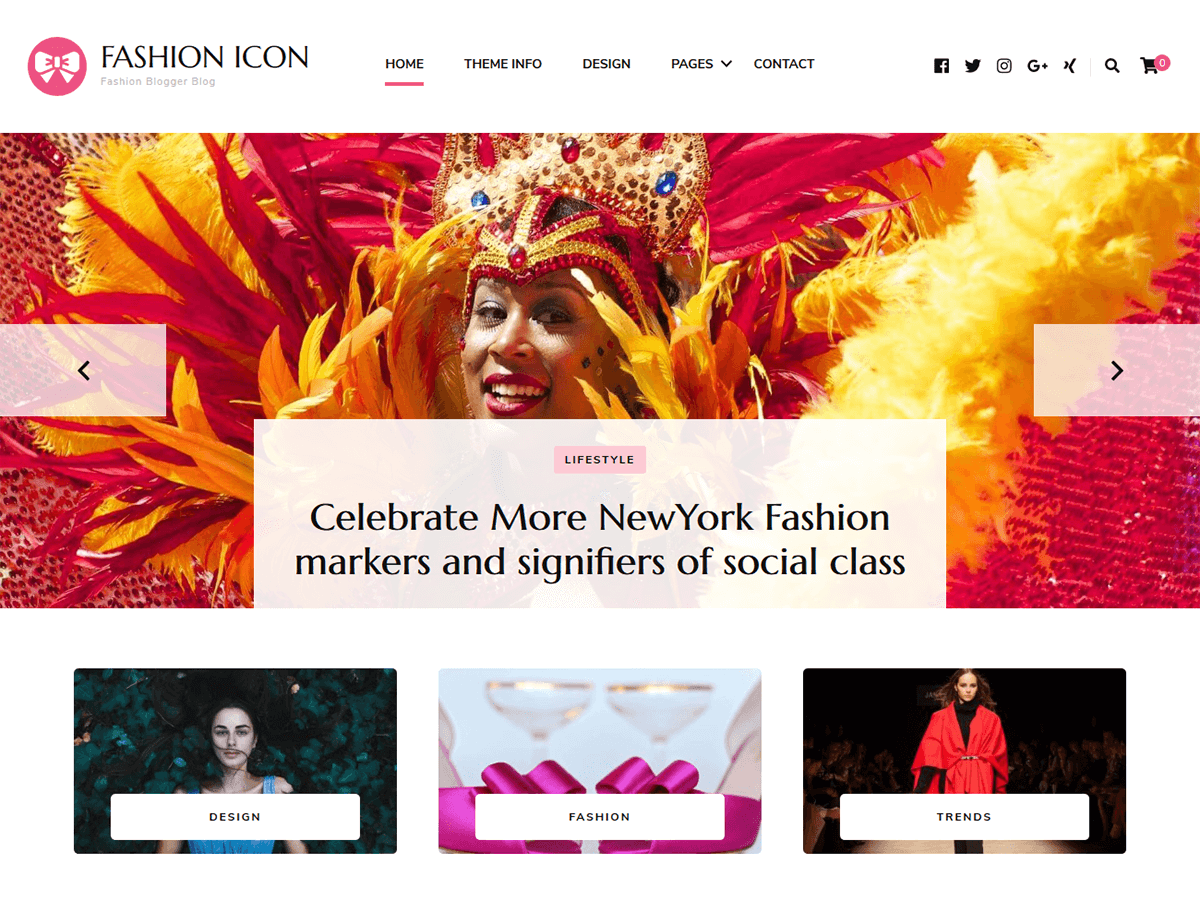 FASHION ICON
Fashion Blogger Blog
HOME
THEME INFO
DESIGN
PAGES
CONTACT
0
LIFESTYLE
Celebrate More NewYork Fashion
markers and signifiers of social class
DESIGN
FASHION
TRENDS